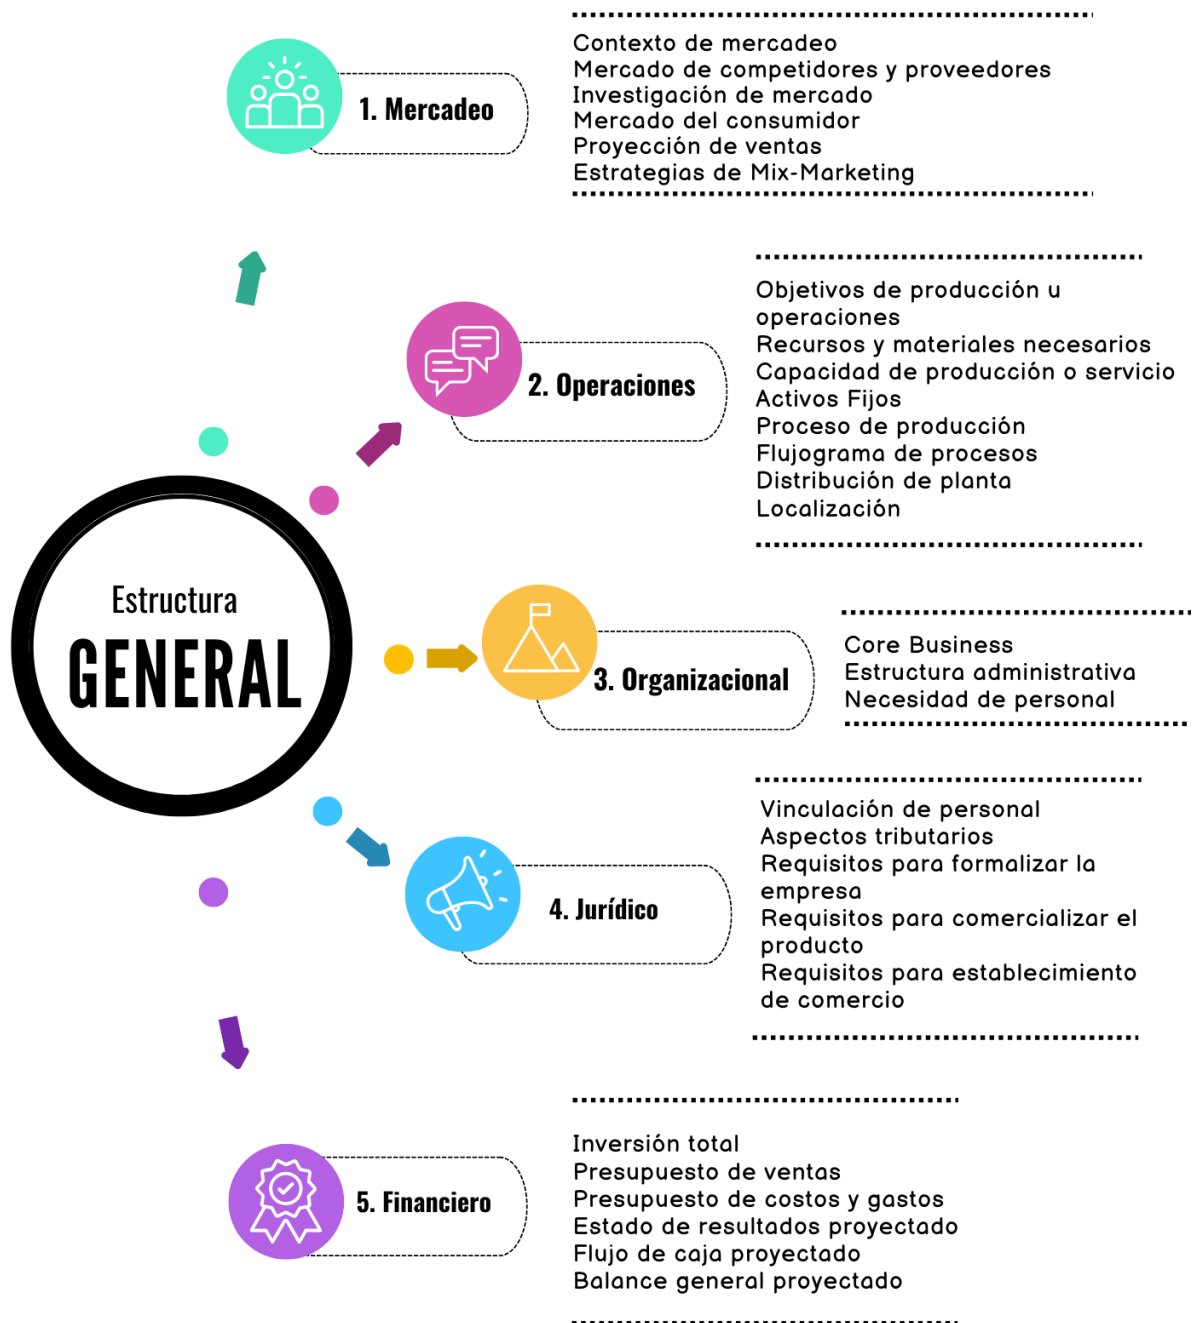 Estructura
GENERAL
1. Mercadeo
Contexto de mercadeo
Mercado de competidores y proveedores
Investigación de mercado
Mercado del consumidor
Proyección de ventas
Estrategias de Mix-Marketing
2. Operaciones
Objetivos de producción u
operaciones
Recursos y materiales necesarios
Capacidad de producción o servicio
Activos Fijos
Proceso de producción
Flujograma de procesos
Distribución de planta
Localización
3. Organizacional
Core Business
Estructura administrativa
Necesidad de personal
4. Jurídico
Vinculación de personal
Aspectos tributarios
Requisitos para formalizar la
empresa
Requisitos para comercializar el
producto
Requisitos para establecimiento
de comercio
5. Financiero
Inversión total
Presupuesto de ventas
Presupuesto de costos y gastos
Estado de resultados proyectado
Flujo de caja proyectado
Balance general proyectado